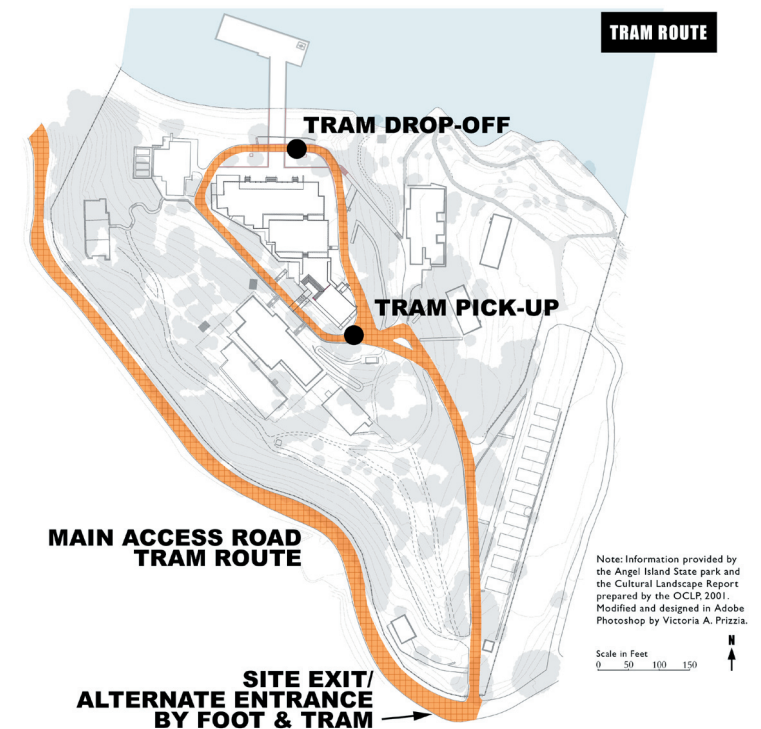 TRAM ROUTE
TRAM DROP-OFF
TRAM PICK-UP
MAIN ACCESS ROAD
TRAM ROUTE
Note: Information provided by
the Angel Island State park and
the Cultural Landscape Report
prepared by the OCLP, 2001.
Modified and designed in Adobe
Photoshop by Victoria A. Prizzia.
N
Scale in Feet
0 50 100 150
SITE EXIT/
ALTERNATE ENTRANCE
BY FOOT & TRAM